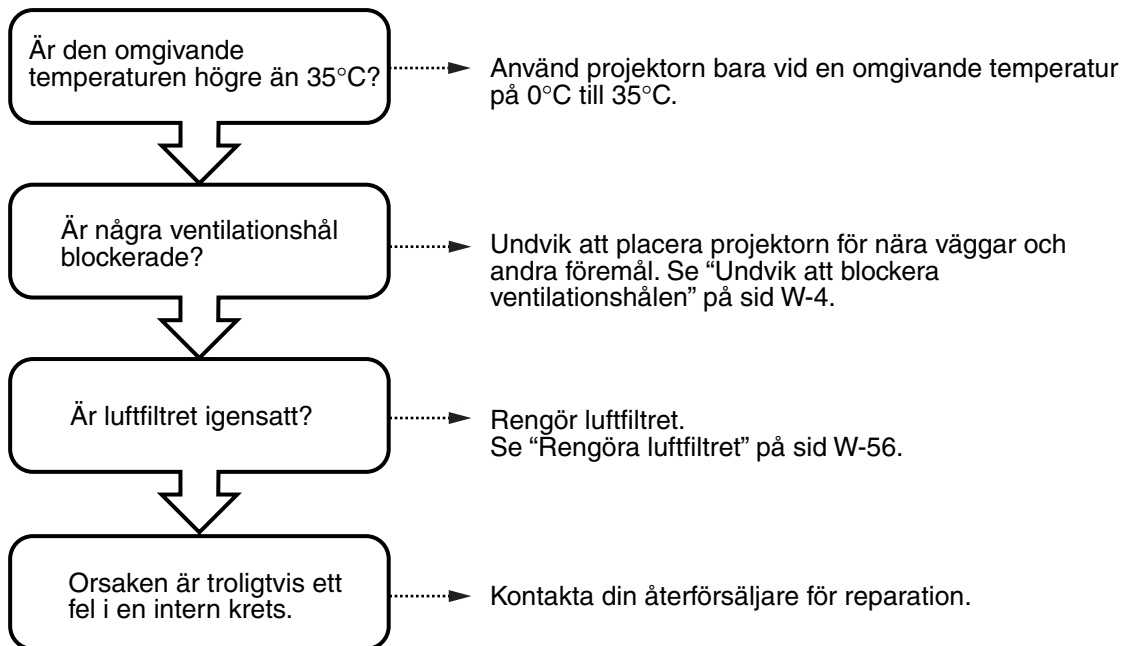 Är den omgivande
temperaturen högre än 35°C?
Använd projektorn bara vid en omgivande temperatur
på 0°C till 35°C.
Är några ventilationshål
blockerade?
Undvik att placera projektorn för nära väggar och
andra föremål. Se “Undvik att blockera
ventilationshålen” på sid W-4.
Är luftfiltret igensatt?
Rengör luftfiltret.
Se “Rengöra luftfiltret” på sid W-56.
Orsaken är troligtvis ett
fel i en intern krets.
Kontakta din återförsäljare för reparation.